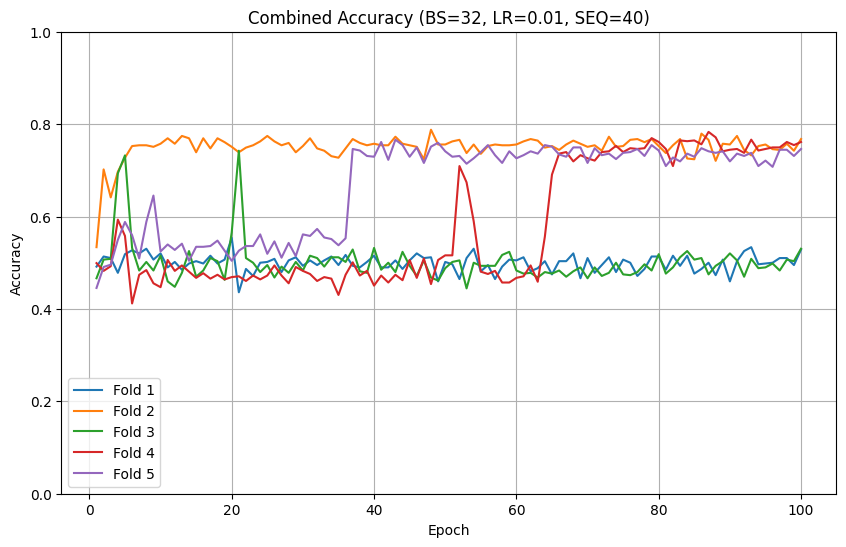 Combined Accuracy (BS=32, LR=0.01, SEQ=40)
1.0
0.8
0.6
0.4
0.2
0.0
Accuracy
Fold 1
Fold 2
Fold 3
Fold 4
Fold 5
0 20 40 60 80 100
Epoch